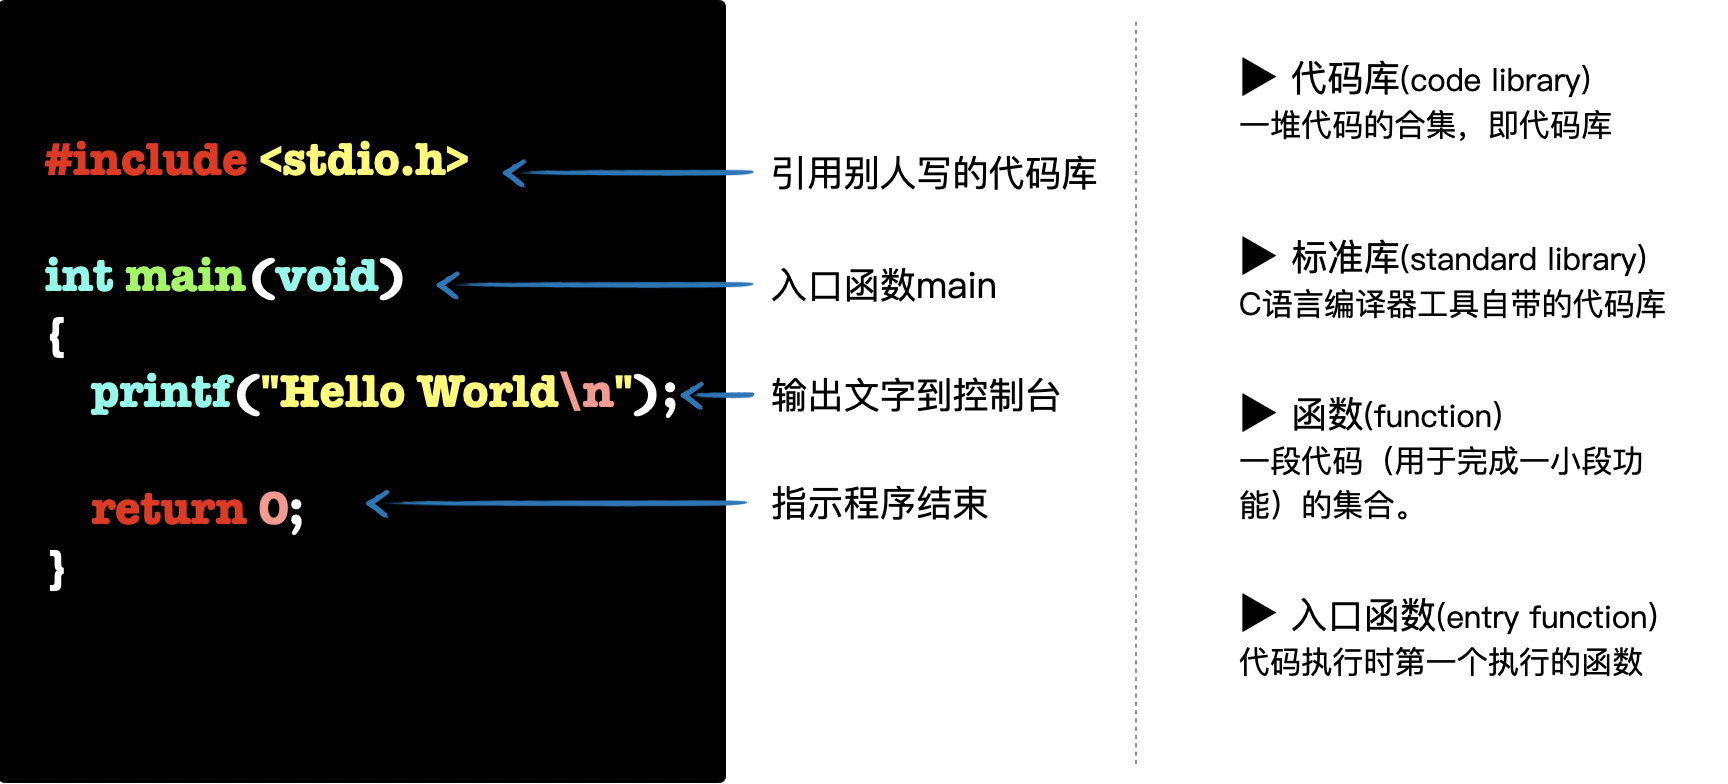 #include <stdio.h>
int main(void)
{
printf("Hello World\n");
return 0;
}
引用别人写的代码库
入口函数main
输出文字到控制台
指示程序结束
▶ 代码库(code library)
一堆代码的合集，即代码库
▶ 标准库(standard library)
C语言编译器工具自带的代码库
▶ 函数(function)
一段代码（用于完成一小段功
能）的集合。
▶ 入口函数(entry function)
代码执行时第一个执行的函数